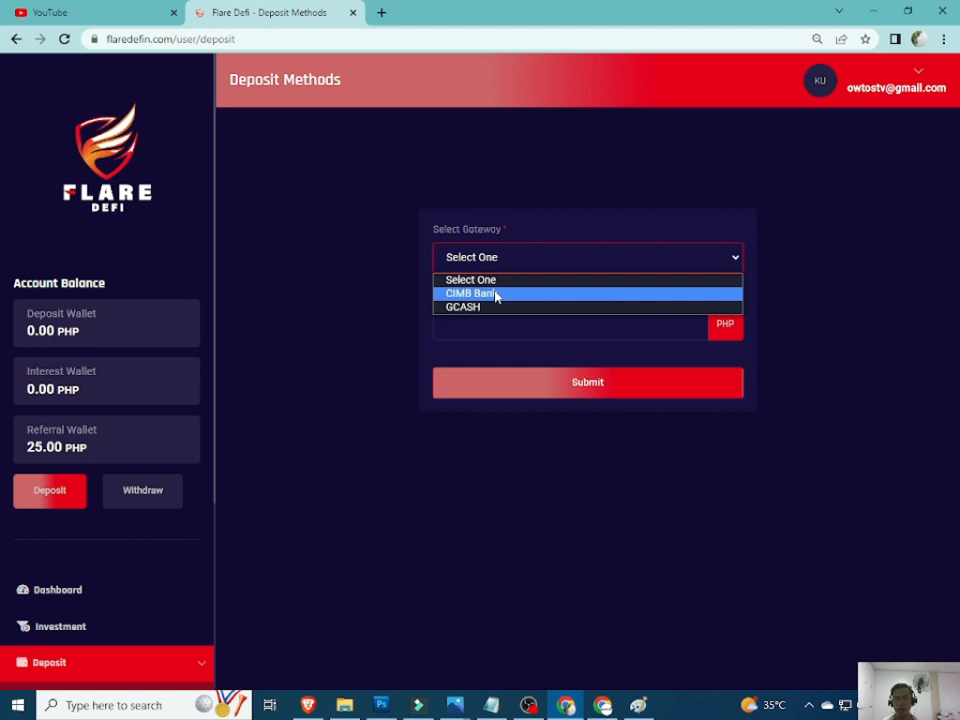 YouTube
Flare Defi - Deposit Methods
flaredefin.com/user/deposit
Deposit Methods
KU
owtostv@gmail.com
FLARE
DEFI
Account Balance
Deposit Wallet
0.00 PHP
Interest Wallet
0.00 PHP
Referral Wallet
25.00 PHP
Deposit
Withdraw
Dashboard
Investment
Deposit
Select Gateway *
Select One
Select One
CIMB Bank
GCASH
PHP
Submit
Type here to search
Ps
35°C